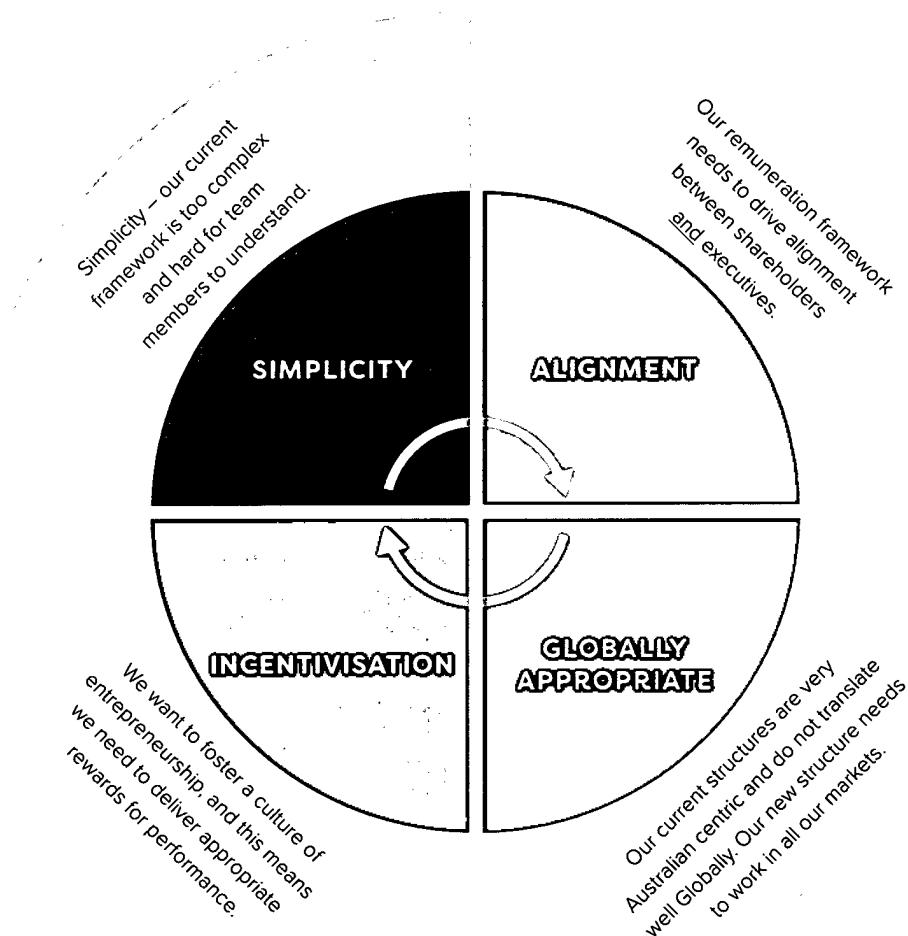 Simplicity – our current
framework is too complex
and hard for team
members to understand.
Our remuneration framework
needs to drive alignment
between shareholders
and executives.
SIMPLICITY
ALIGNMENT
INCENTIVISATION
GLOBALLY
APPROPRIATE
We want to foster a culture of
entrepreneurship, and this means
we need to deliver appropriate
rewards for performance.
Our current structures are very
Australian centric and do not translate
well Globally. Our new structure needs
to work in all our markets.